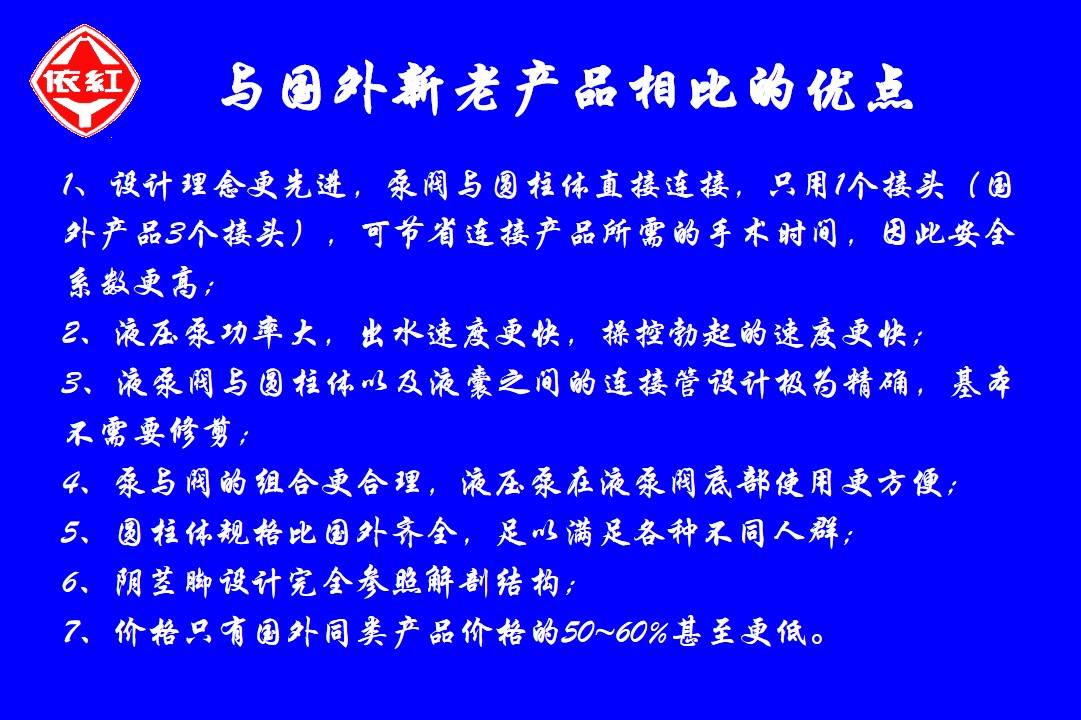 依紅
与国外新老产品相比的优点
1、设计理念更先进，泵阀与圆柱体直接连接，只用1个接头（国
外产品3个接头），可节省连接产品所需的手术时间，因此安全
系数更高；
2、液压泵功率大，出水速度更快，操控勃起的速度更快；
3、液泵阀与圆柱体以及液囊之间的连接管设计极为精确，基本
不需要修剪；
4、泵与阀的组合更合理，液压泵在液泵阀底部使用更方便；
5、圆柱体规格比国外齐全，足以满足各种不同人群；
6、阴茎脚设计完全参照解剖结构；
7、价格只有国外同类产品价格的50~60%甚至更低。